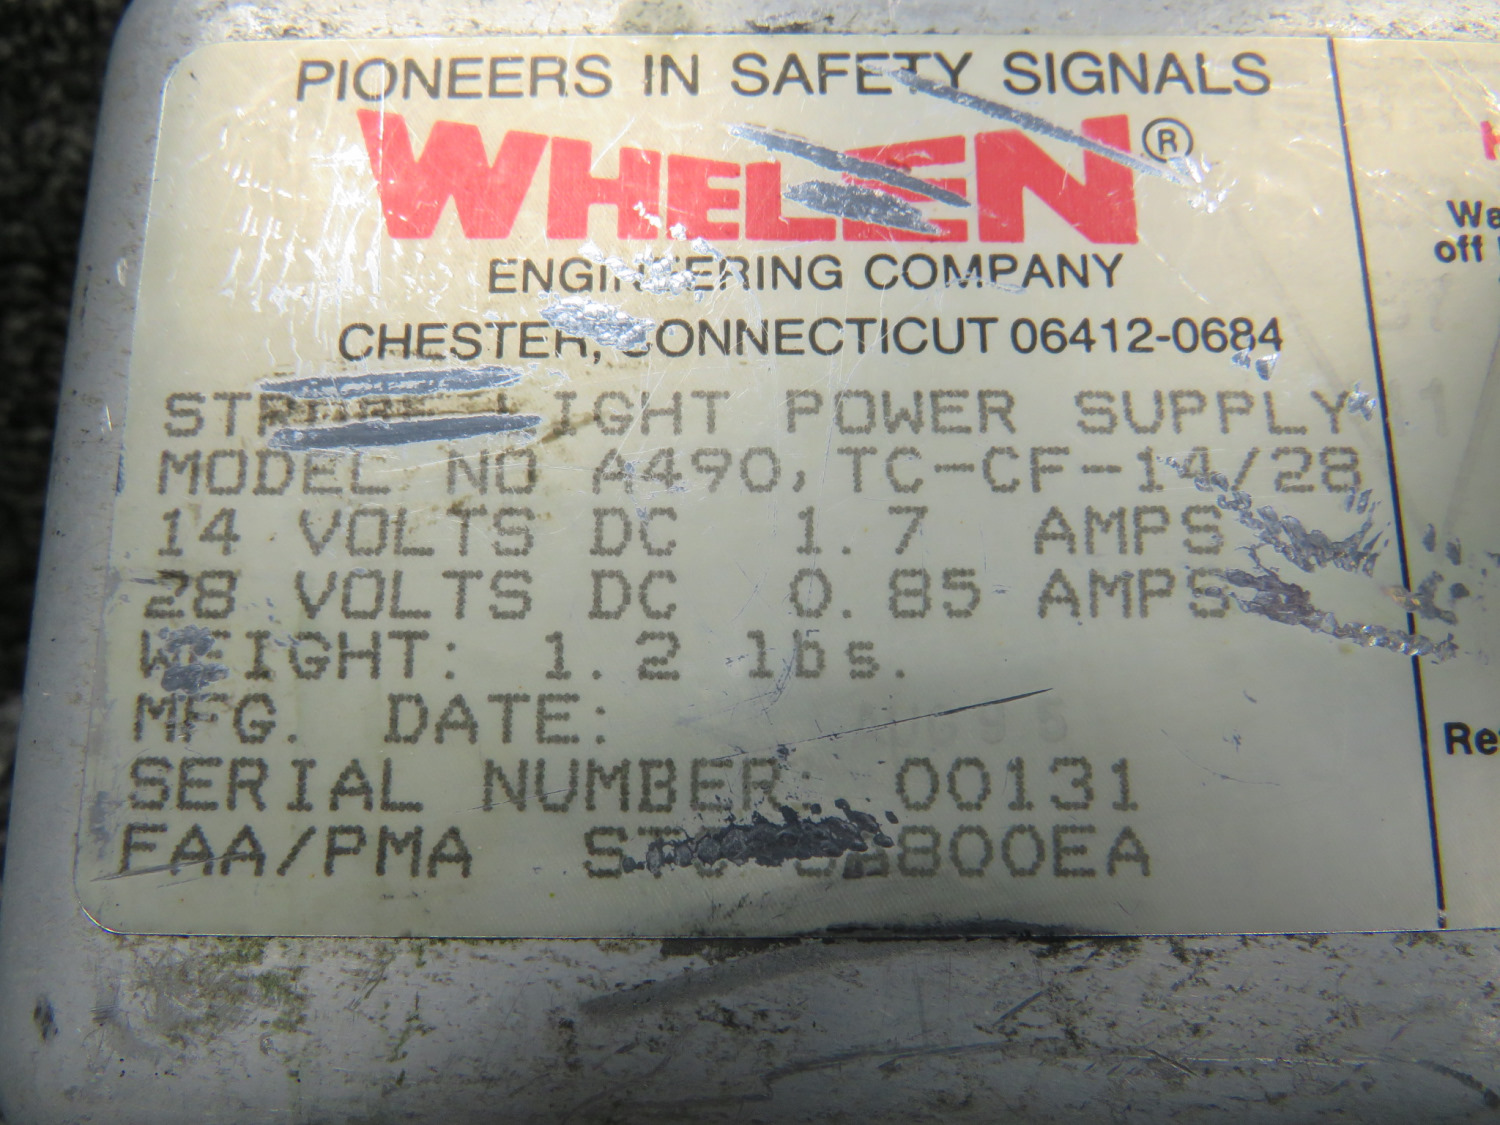 PIONEERS IN SAFETY SIGNALS
WHELEN®
ENGINEERING COMPANY
CHESTER, CONNECTICUT 06412-0684
STROBE LIGHT POWER SUPPLY
MODEL NO A490, TC-CF-14/28
14 VOLTS DC 1.7 AMPS
28 VOLTS DC 0.85 AMPS
WEIGHT: 1.2 lbs.
MFG. DATE:
SERIAL NUMBER: 00131
FAA/PMA
off